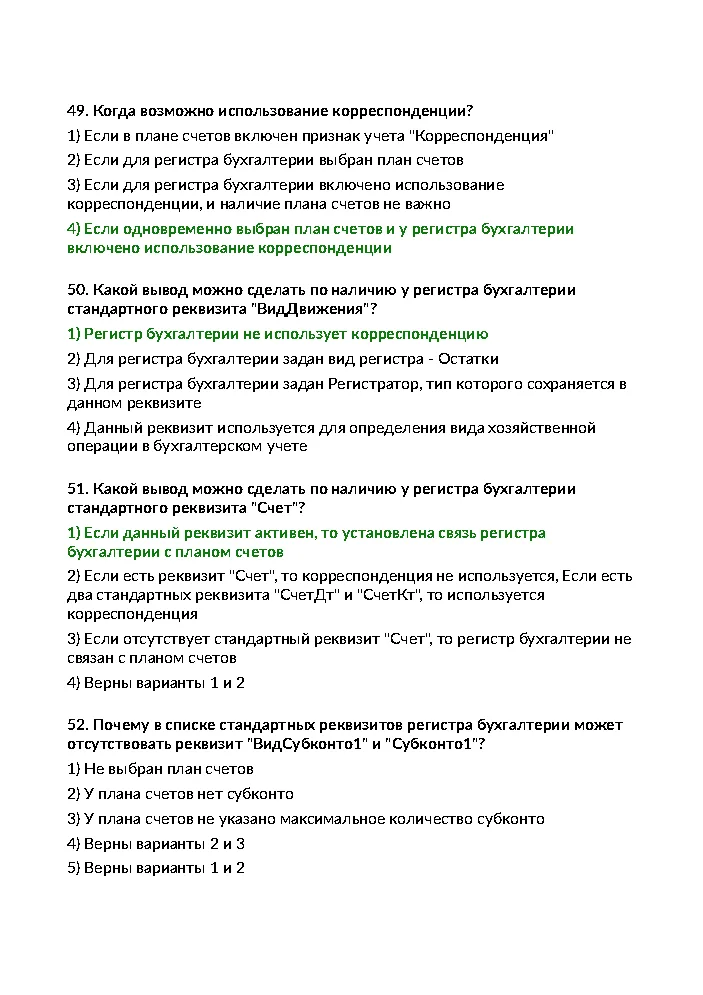 49. Когда возможно использование корреспонденции?
1) Если в плане счетов включен признак учета "Корреспонденция"
2) Если для регистра бухгалтерии выбран план счетов
3) Если для регистра бухгалтерии включено использование
корреспонденции, и наличие плана счетов не важно
4) Если одновременно выбран план счетов и у регистра бухгалтерии
включено использование корреспонденции
50. Какой вывод можно сделать по наличию у регистра бухгалтерии
стандартного реквизита "ВидДвижения"?
1) Регистр бухгалтерии не использует корреспонденцию
2) Для регистра бухгалтерии задан вид регистра - Остатки
3) Для регистра бухгалтерии задан Регистратор, тип которого сохраняется в
данном реквизите
4) Данный реквизит используется для определения вида хозяйственной
операции в бухгалтерском учете
51. Какой вывод можно сделать по наличию у регистра бухгалтерии
стандартного реквизита "Счет"?
1) Если данный реквизит активен, то установлена связь регистра
бухгалтерии с планом счетов
2) Если есть реквизит "Счет", то корреспонденция не используется, Если есть
два стандартных реквизита "СчетДт" и "СчетКт", то используется
корреспонденция
3) Если отсутствует стандартный реквизит "Счет", то регистр бухгалтерии не
связан с планом счетов
4) Верны варианты 1 и 2
52. Почему в списке стандартных реквизитов регистра бухгалтерии может
отсутствовать реквизит "ВидСубконто1" и "Субконто1"?
1) Не выбран план счетов
2) У плана счетов нет субконто
3) У плана счетов не указано максимальное количество субконто
4) Верны варианты 2 и 3
5) Верны варианты 1 и 2